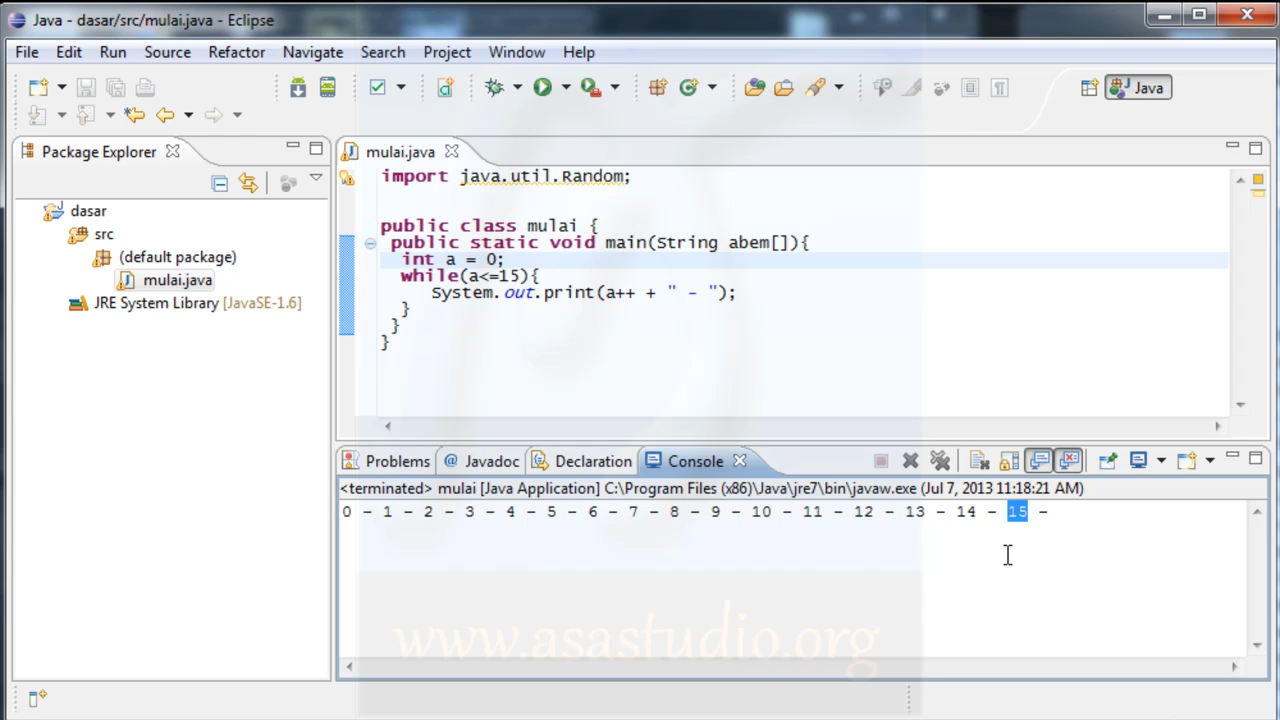 Java - dasar/src/mulai.java - Eclipse
File Edit Run Source Refactor Navigate Search Project Window Help
Java
Package Explorer
dasar
src
(default package)
mulai.java
JRE System Library [JavaSE-1.6]
mulai.java
import java.util.Random;
public class mulai {
public static void main(String abem[]){
int a = 0;
while(a<=15){
System.out.print(a++ + " - ");
}
}
}
Problems @ Javadoc Declaration Console
<terminated> mulai [Java Application] C:\Program Files (x86)\Java\jre7\bin\javaw.exe (Jul 7, 2013 11:18:21 AM)
0 - 1 - 2 - 3 - 4 - 5 - 6 - 7 - 8 - 9 - 10 - 11 - 12 - 13 - 14 - 15 -
www.asastudio.org